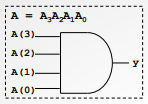 A = A₃A₂A₁A₀
A(3)
A(2)
A(1)
A(0)
y